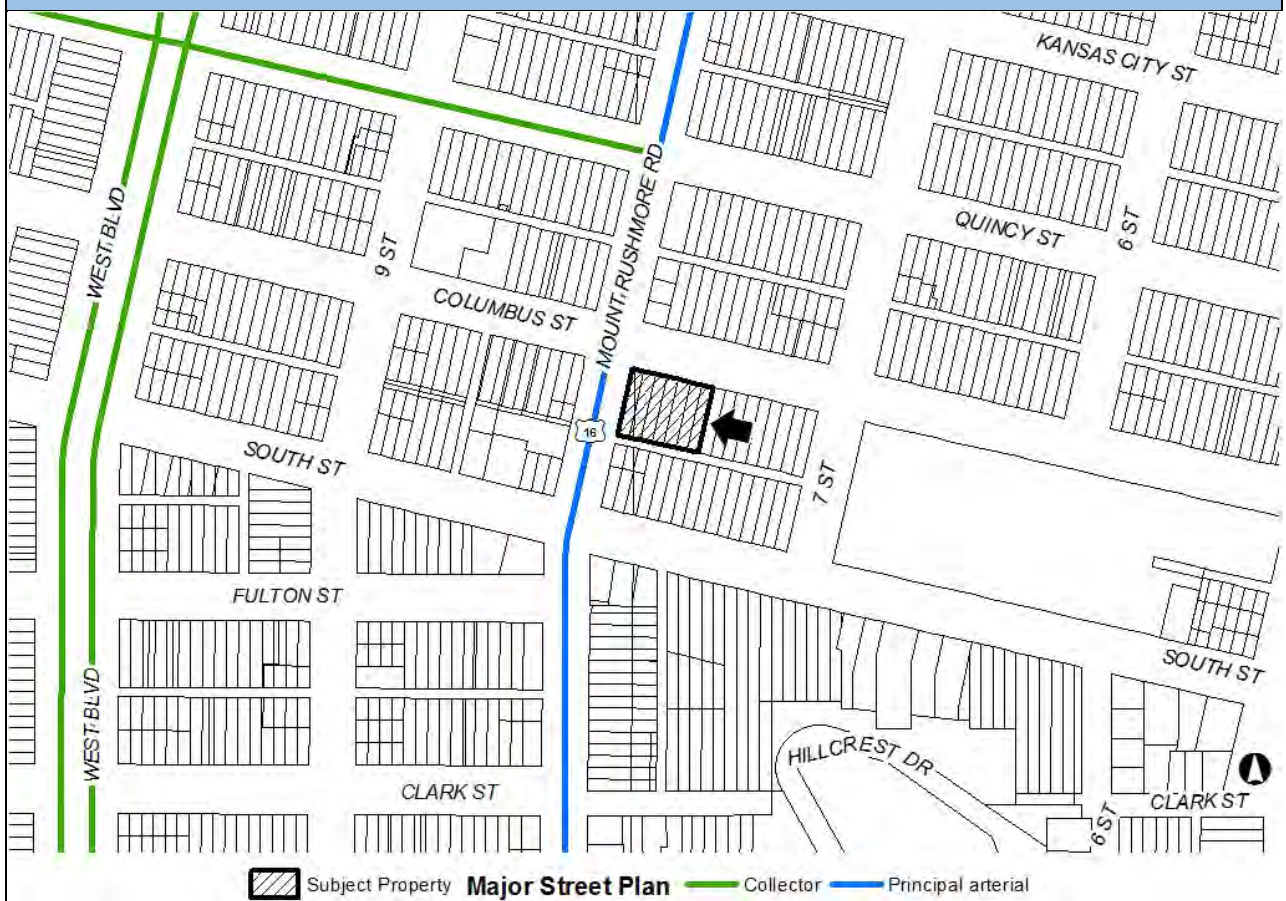 KANSAS CITY ST
MOUNT RUSHMORE RD
WEST BLVD
9 ST
QUINCY ST
6 ST
COLUMBUS ST
16
SOUTH ST
7 ST
FULTON ST
SOUTH ST
WEST BLVD
HILLCREST DR
CLARK ST
6 ST
CLARK ST
Subject Property Major Street Plan Collector Principal arterial